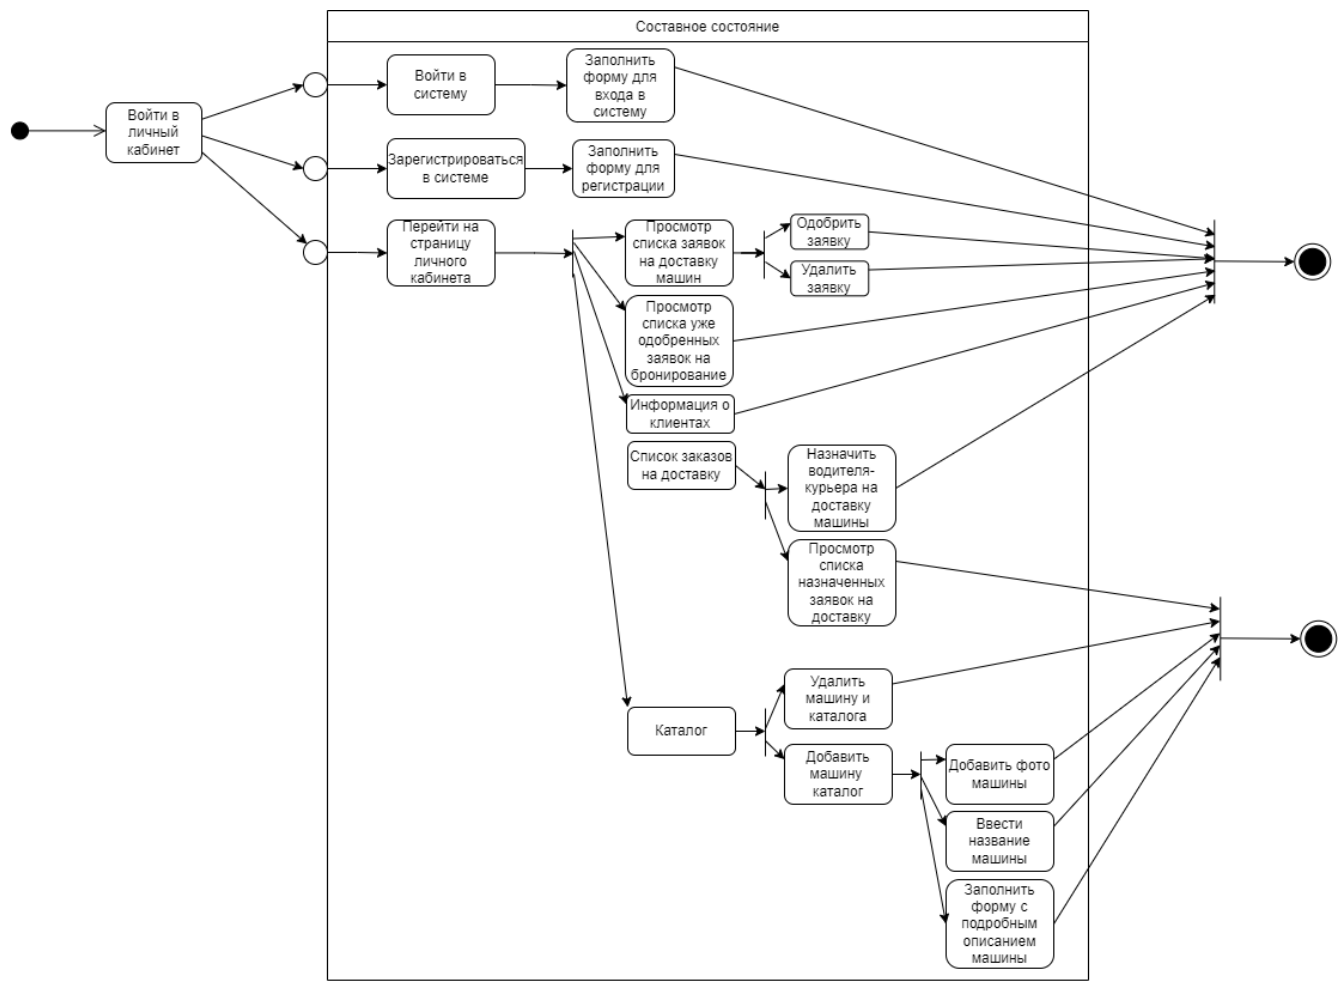 Составное состояние
Войти в
личный
кабинет
Войти в
систему
Заполнить
форму для
входа в
систему
Зарегистрироваться
в системе
Заполнить
форму для
регистрации
Перейти на
страницу
личного
кабинета
Просмотр
списка заявок
на доставку
машин
Одобрить
заявку
Удалить
заявку
Просмотр
списка уже
одобренных
заявок на
бронирование
Информация о
клиентах
Список заказов
на доставку
Назначить
водителя-
курьера на
доставку
машины
Просмотр
списка
назначенных
заявок на
доставку
Каталог
Удалить
машину и
каталога
Добавить
машину
каталог
Добавить фото
машины
Ввести
название
машины
Заполнить
форму с
подробным
описанием
машины